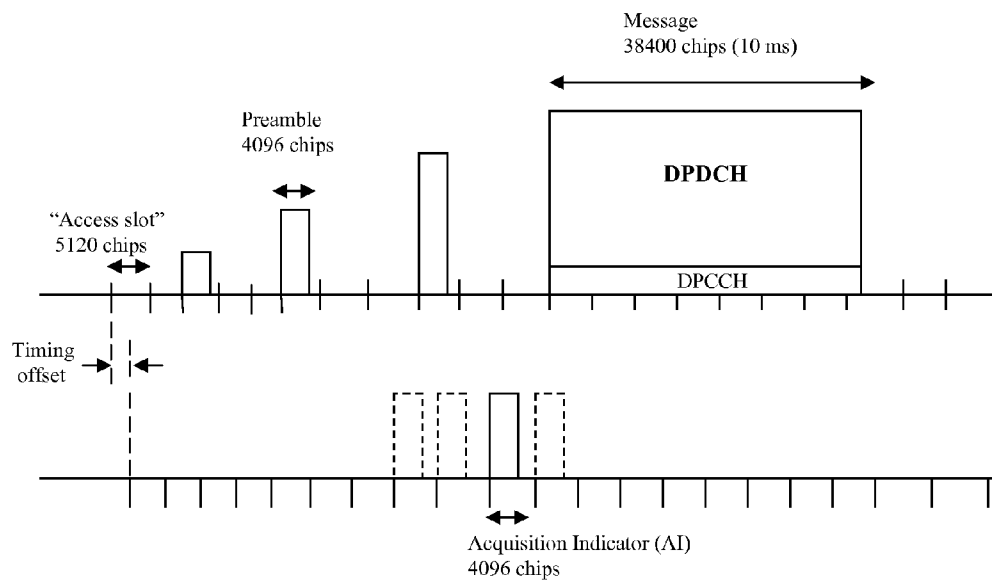 Message
38400 chips (10 ms)
Preamble
4096 chips
DPDCH
“Access slot”
5120 chips
DPCCH
Timing
offset
Acquisition Indicator (AI)
4096 chips